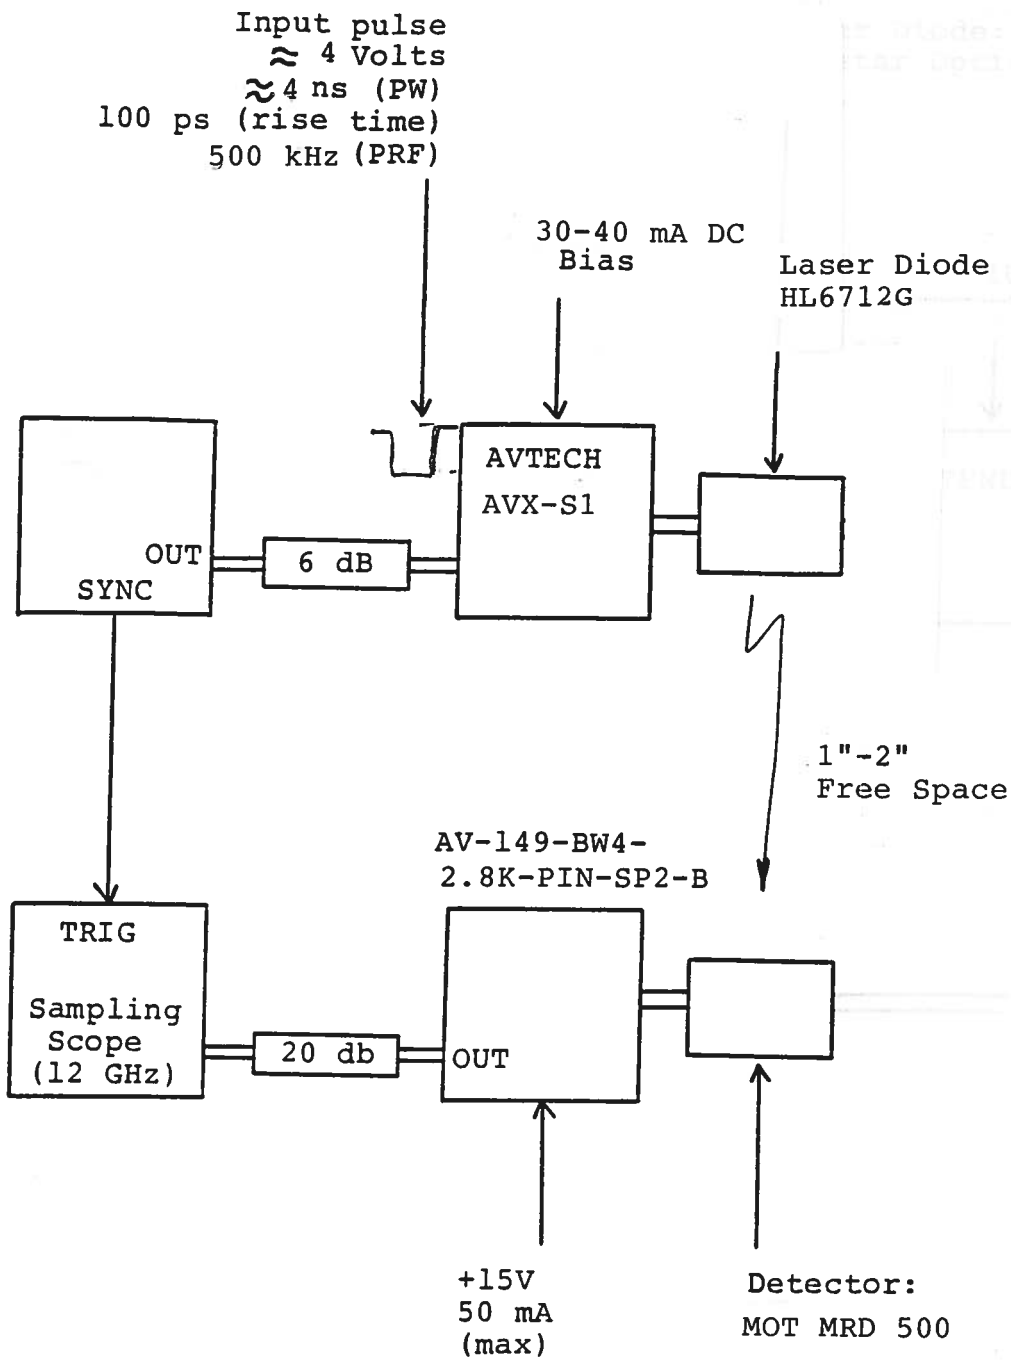 Input pulse
≈ 4 Volts
≈ 4 ns (PW)
100 ps (rise time)
500 kHz (PRF)
30-40 mA DC
Bias
Laser Diode
HL6712G
AVTECH
AVX-S1
OUT
SYNC
6 dB
1"-2"
Free Space
AV-149-BW4-
2.8K-PIN-SP2-B
TRIG
Sampling
Scope
(12 GHz)
20 db
OUT
+15V
50 mA
(max)
Detector:
MOT MRD 500